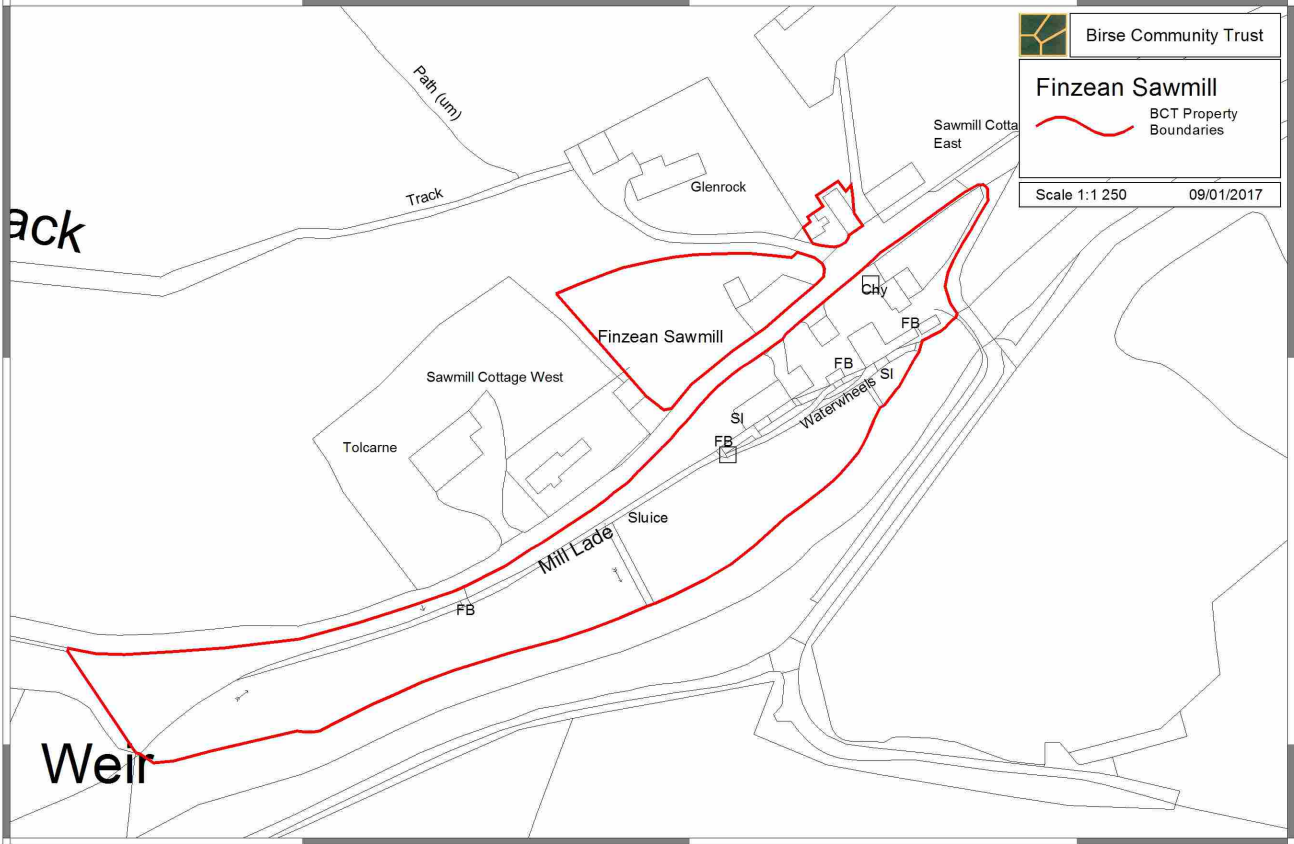 Birse Community Trust
Finzean Sawmill
BCT Property
Boundaries
Scale 1:1 250
09/01/2017
Path (um)
Sawmill Cotta
East
Track
Glenrock
ack
Chy
FB
Finzean Sawmill
FB
SI
Sawmill Cottage West
Waterwheels
SI
FB
Tolcarne
Sluice
Mill Lade
FB
Weir